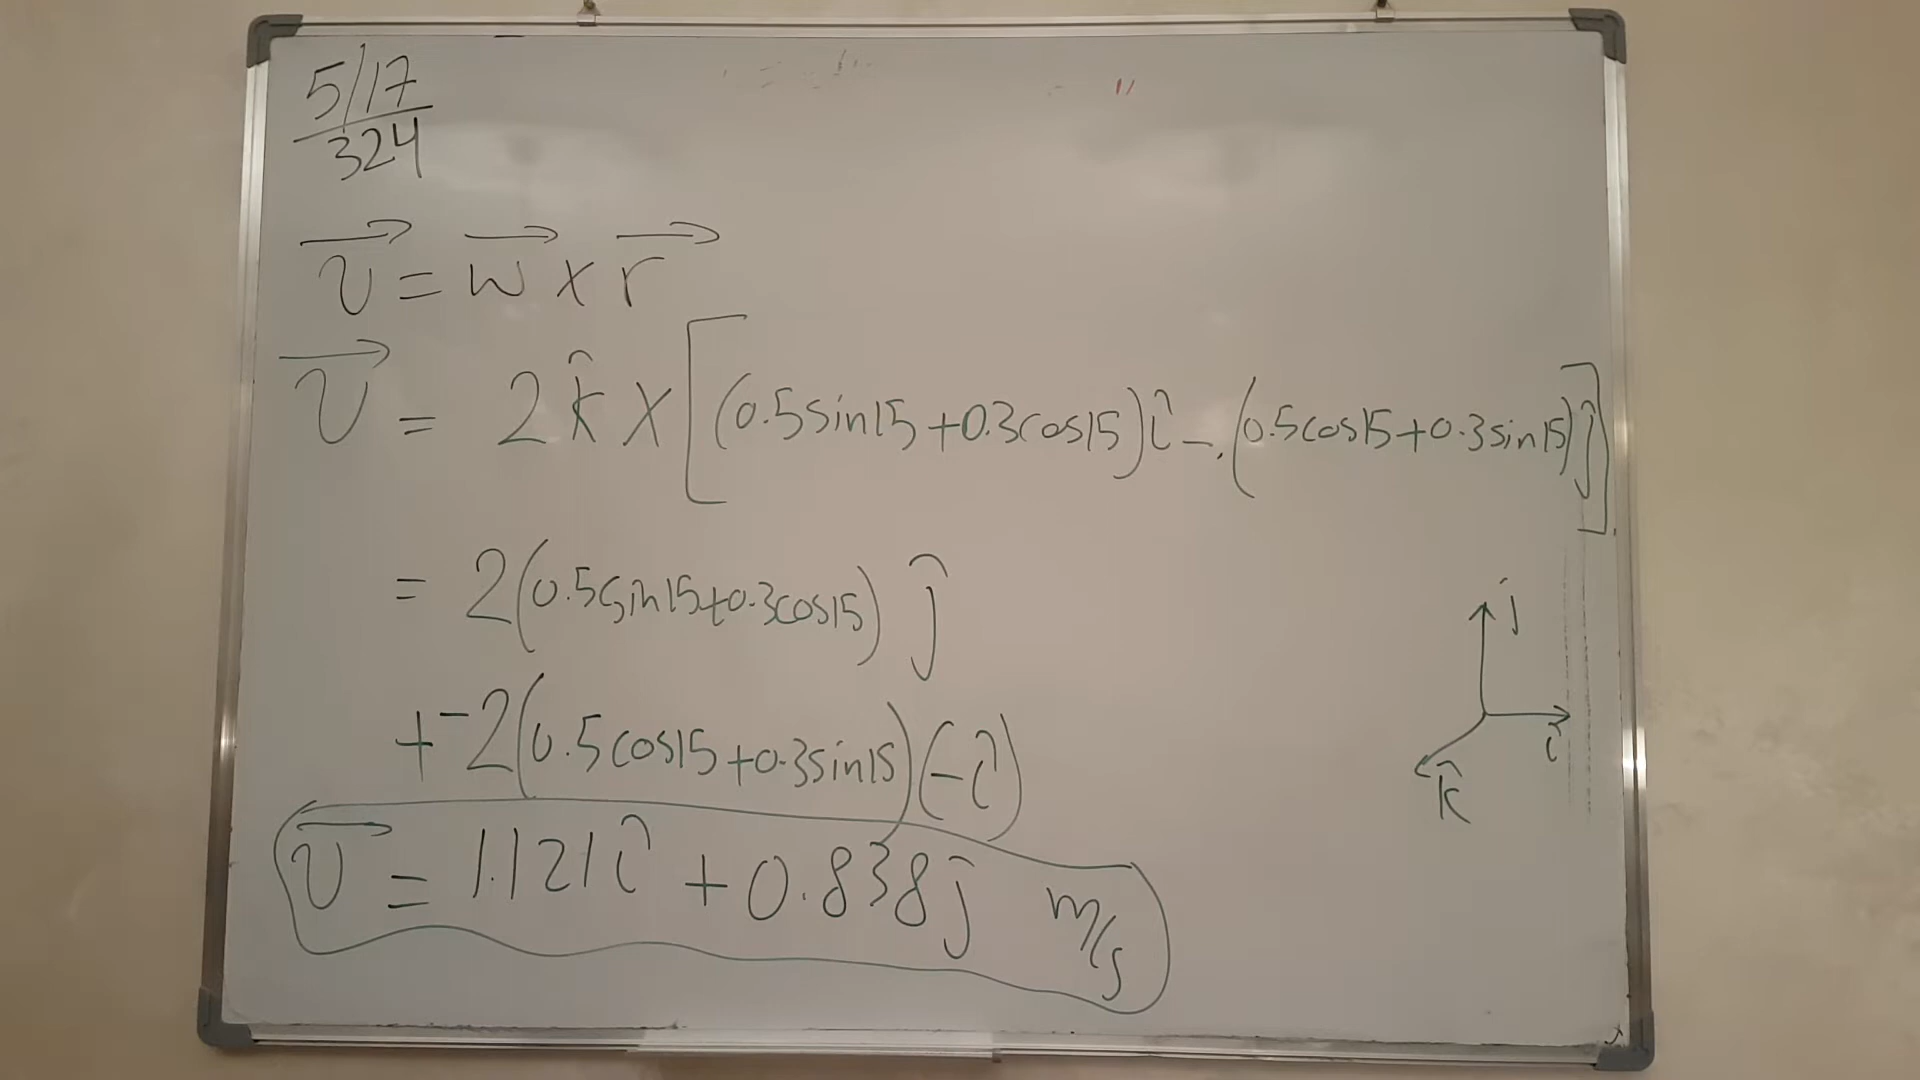 5/17
324
v = w x r
v = 2k̂ x [(0.5sin15+0.3cos15)î - (0.5cos15+0.3sin15)ĵ]
= 2(0.5sin15+0.3cos15) ĵ
+ -2(0.5cos15+0.3sin15)(-î)
v = 1.121î + 0.838ĵ m/s
j
i
k̂